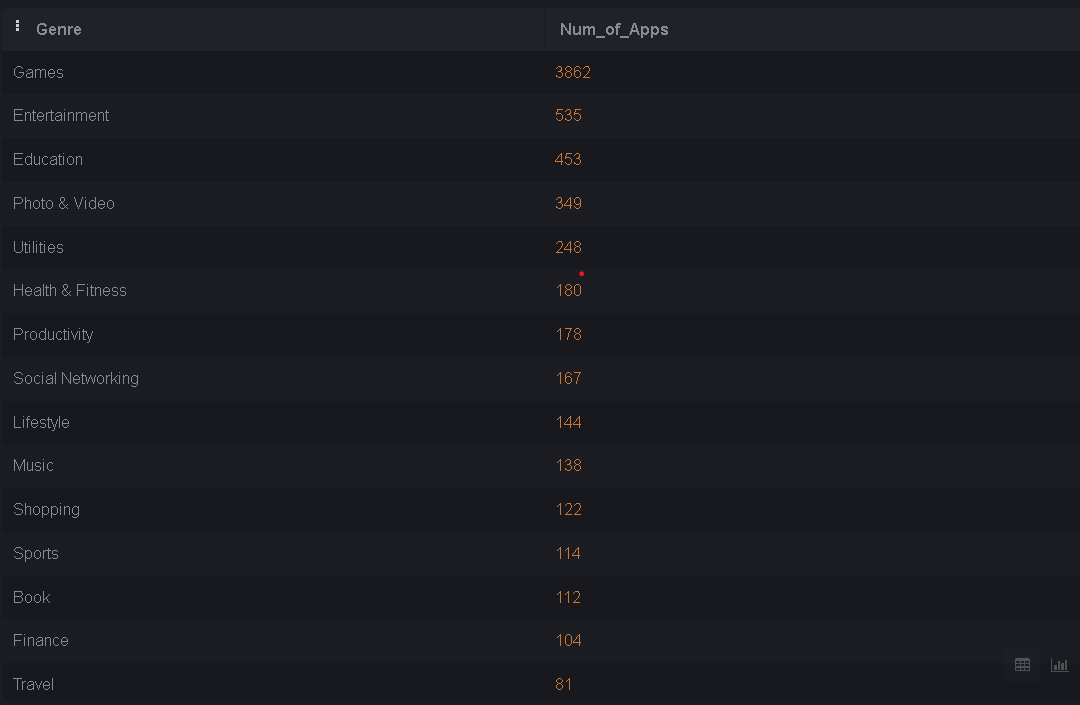 Genre Num_of_Apps
Games 3862
Entertainment 535
Education 453
Photo & Video 349
Utilities 248
Health & Fitness 180
Productivity 178
Social Networking 167
Lifestyle 144
Music 138
Shopping 122
Sports 114
Book 112
Finance 104
Travel 81